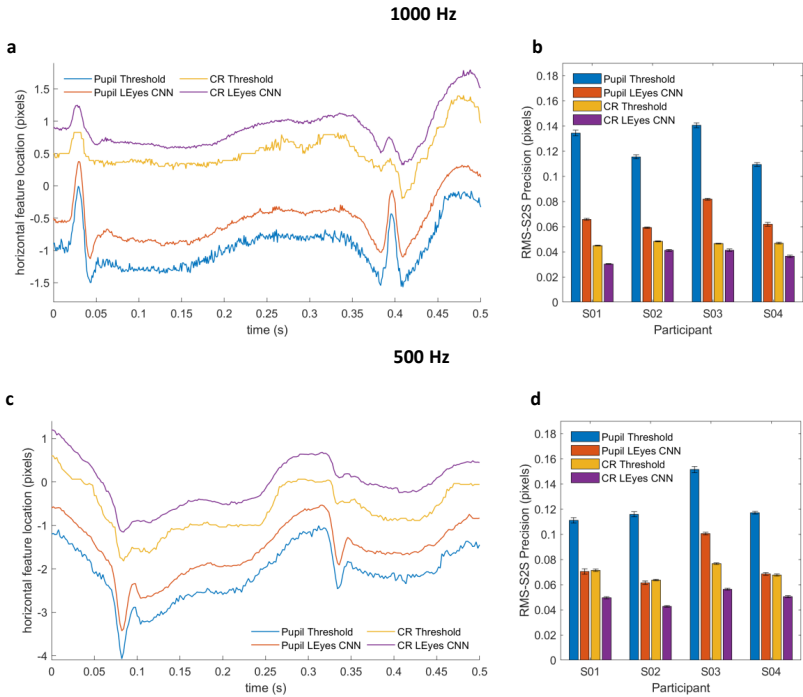 1000 Hz
a
horizontal feature location (pixels)
1.5
1
0.5
0
-0.5
-1
-1.5
Pupil Threshold
CR Threshold
Pupil LEyes CNN
CR LEyes CNN
0
0.05
0.1
0.15
0.2
0.25
0.3
0.35
0.4
0.45
0.5
time (s)
b
RMS-S2S Precision (pixels)
0.18
0.16
0.14
0.12
0.1
0.08
0.06
0.04
0.02
0
Pupil Threshold
Pupil LEyes CNN
CR Threshold
CR LEyes CNN
S01
S02
S03
S04
Participant
500 Hz
c
horizontal feature location (pixels)
1
0
-1
-2
-3
-4
Pupil Threshold
CR Threshold
Pupil LEyes CNN
CR LEyes CNN
0
0.05
0.1
0.15
0.2
0.25
0.3
0.35
0.4
0.45
0.5
time (s)
d
RMS-S2S Precision (pixels)
0.18
0.16
0.14
0.12
0.1
0.08
0.06
0.04
0.02
0
Pupil Threshold
Pupil LEyes CNN
CR Threshold
CR LEyes CNN
S01
S02
S03
S04
Participant